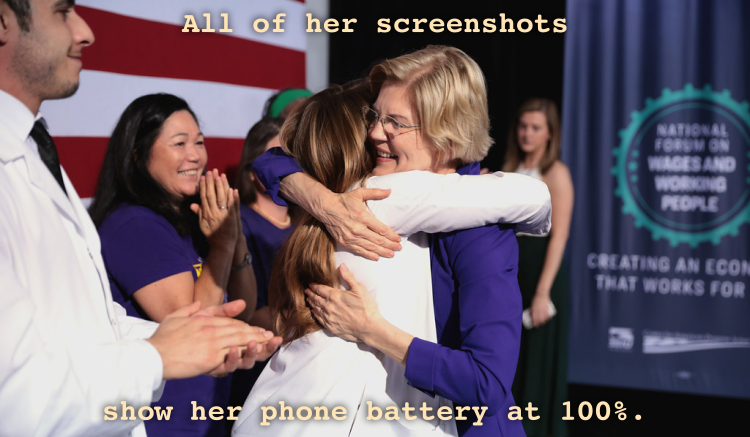 All of her screenshots
NATIONAL
FORUM ON
WAGES AND
WORKING
PEOPLE
CREATING AN ECON
THAT WORKS FOR
show her phone battery at 100%.